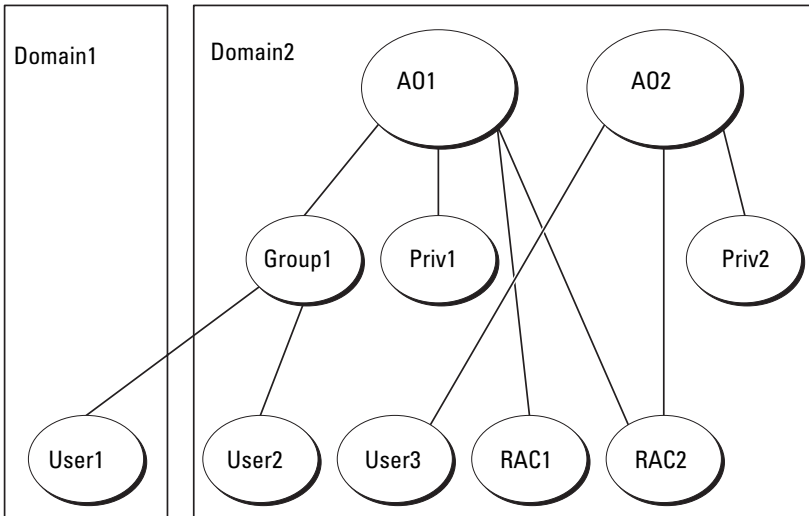 Domain1
Domain2
AO1
AO2
Group1
Priv1
Priv2
User1
User2
User3
RAC1
RAC2